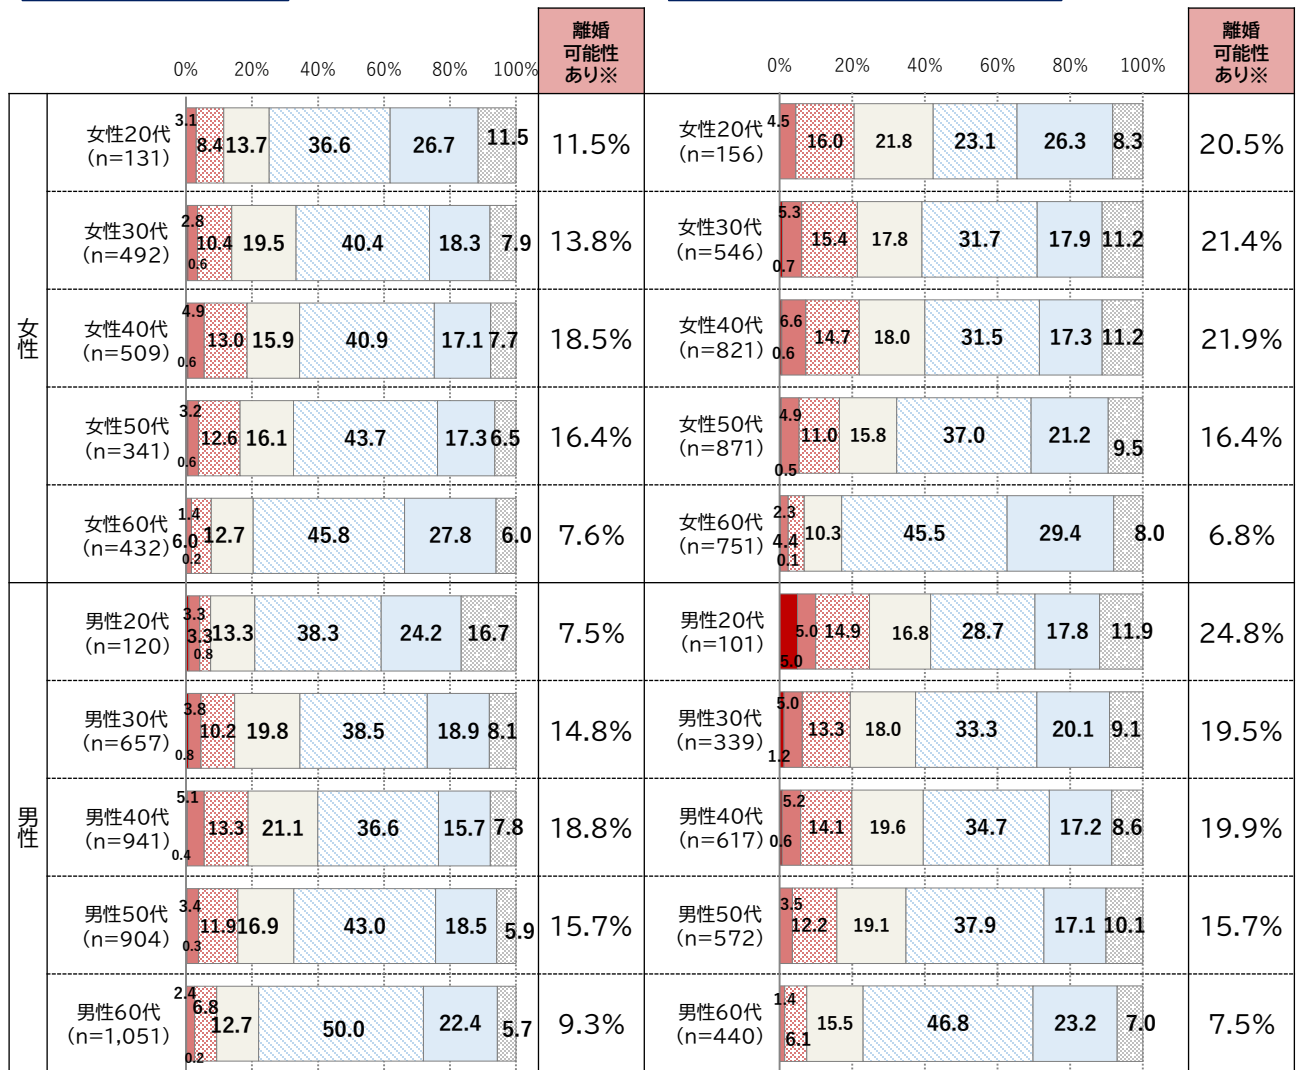 離婚
可能性
あり※
0% 20% 40% 60% 80% 100%
女性
女性20代
(n=131)
3.1 8.4 13.7 36.6 26.7 11.5
11.5%
女性30代
(n=492)
0.6 2.8 10.4 19.5 40.4 18.3 7.9
13.8%
女性40代
(n=509)
0.6 4.9 13.0 15.9 40.9 17.1 7.7
18.5%
女性50代
(n=341)
0.6 3.2 12.6 16.1 43.7 17.3 6.5
16.4%
女性60代
(n=432)
0.2 1.4 6.0 12.7 45.8 27.8 6.0
7.6%
男性
男性20代
(n=120)
0.8 3.3 3.3 13.3 38.3 24.2 16.7
7.5%
男性30代
(n=657)
0.8 3.8 10.2 19.8 38.5 18.9 8.1
14.8%
男性40代
(n=941)
0.4 5.1 13.3 21.1 36.6 15.7 7.8
18.8%
男性50代
(n=904)
0.3 3.4 11.9 16.9 43.0 18.5 5.9
15.7%
男性60代
(n=1,051)
0.2 2.4 6.8 12.7 50.0 22.4 5.7
9.3%
離婚
可能性
あり※
0% 20% 40% 60% 80% 100%
女性20代
(n=156)
4.5 16.0 21.8 23.1 26.3 8.3
20.5%
女性30代
(n=546)
0.7 5.3 15.4 17.8 31.7 17.9 11.2
21.4%
女性40代
(n=821)
0.6 6.6 14.7 18.0 31.5 17.3 11.2
21.9%
女性50代
(n=871)
0.5 4.9 11.0 15.8 37.0 21.2 9.5
16.4%
女性60代
(n=751)
0.1 2.3 4.4 10.3 45.5 29.4 8.0
6.8%
男性20代
(n=101)
5.0 5.0 14.9 16.8 28.7 17.8 11.9
24.8%
男性30代
(n=339)
1.2 5.0 13.3 18.0 33.3 20.1 9.1
19.5%
男性40代
(n=617)
0.6 5.2 14.1 19.6 34.7 17.2 8.6
19.9%
男性50代
(n=572)
3.5 12.2 19.1 37.9 17.1 10.1
15.7%
男性60代
(n=440)
1.4 6.1 15.5 46.8 23.2 7.0
7.5%